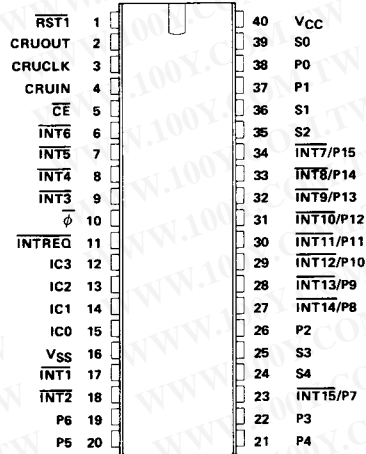 RST1 1 40 VCC
CRUOUT 2 39 S0
CRUCLK 3 38 P0
CRUIN 4 37 P1
CE 5 36 S1
INT6 6 35 S2
INT5 7 34 INT7/P15
INT4 8 33 INT8/P14
INT3 9 32 INT9/P13
φ 10 31 INT10/P12
INTREQ 11 30 INT11/P11
IC3 12 29 INT12/P10
IC2 13 28 INT13/P9
IC1 14 27 INT14/P8
IC0 15 26 P2
VSS 16 25 S3
INT1 17 24 S4
INT2 18 23 INT15/P7
P6 19 22 P3
P5 20 21 P4
WWW.100Y.COM.TW